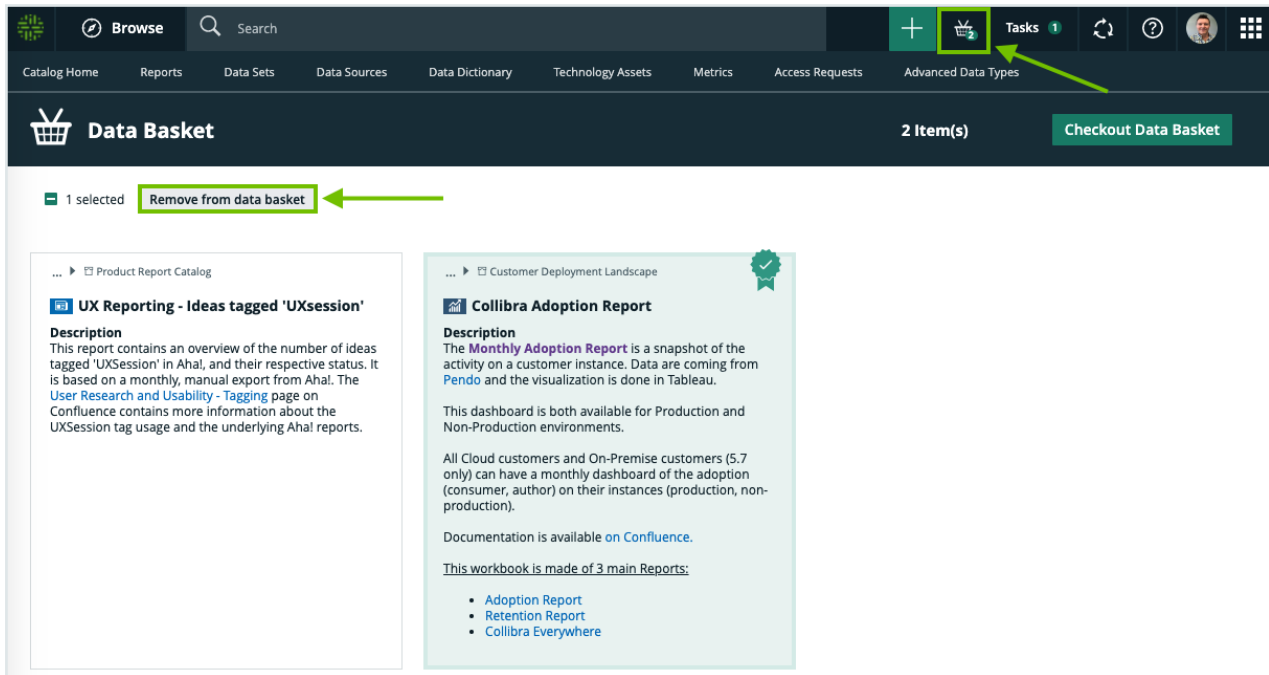 Browse
Search
2
Tasks 1
Catalog Home Reports Data Sets Data Sources Data Dictionary Technology Assets Metrics Access Requests Advanced Data Types
Data Basket
2 Item(s)
Checkout Data Basket
1 selected
Remove from data basket
... Product Report Catalog
UX Reporting - Ideas tagged 'UXsession'
Description
This report contains an overview of the number of ideas
tagged 'UXSession' in Aha!, and their respective status. It
is based on a monthly, manual export from Aha!. The
User Research and Usability - Tagging page on
Confluence contains more information about the
UXSession tag usage and the underlying Aha! reports.
... Customer Deployment Landscape
Collibra Adoption Report
Description
The Monthly Adoption Report is a snapshot of the
activity on a customer instance. Data are coming from
Pendo and the visualization is done in Tableau.
This dashboard is both available for Production and
Non-Production environments.
All Cloud customers and On-Premise customers (5.7
only) can have a monthly dashboard of the adoption
(consumer, author) on their instances (production, non-
production).
Documentation is available on Confluence.
This workbook is made of 3 main Reports:
• Adoption Report
• Retention Report
• Collibra Everywhere